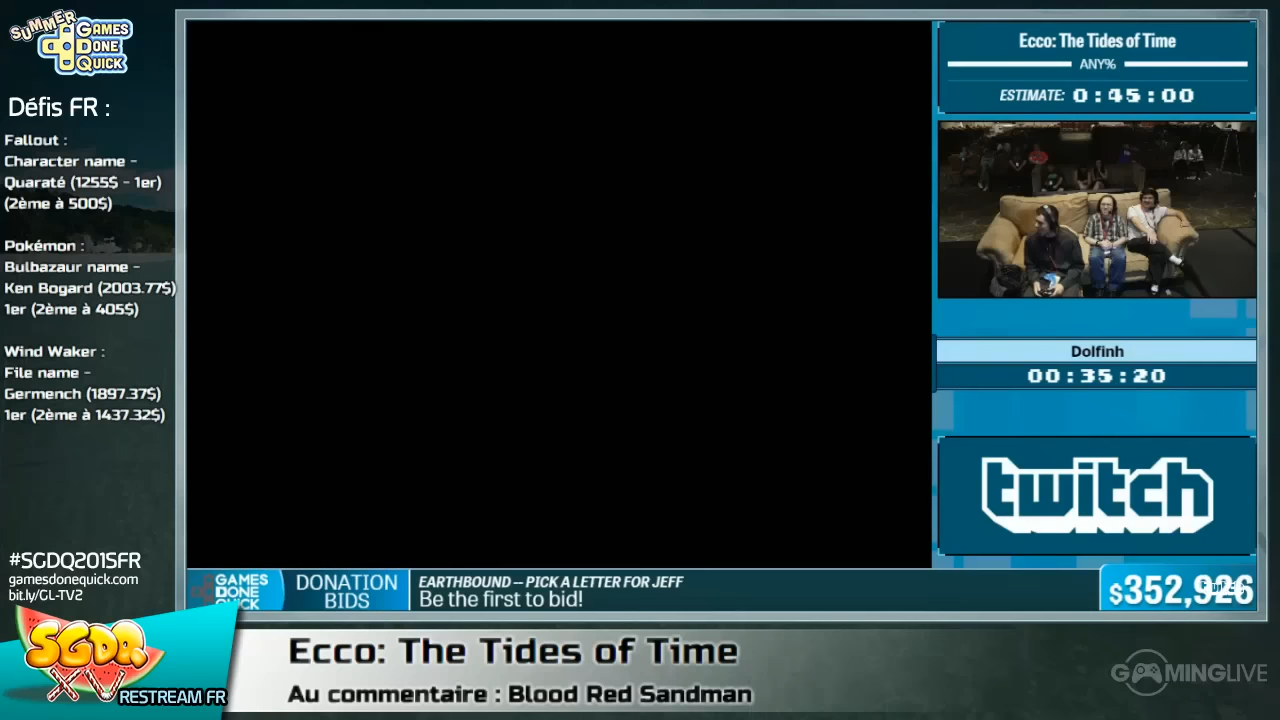 SUMMER
GAMES
DONE
QUICK
Défis FR :
Fallout :
Character name -
Quaraté (1255$ - 1er)
(2ème à 500$)
Pokémon :
Bulbazaur name -
Ken Bogard (2003.77$)
1er (2ème à 405$)
Wind Waker :
File name -
Germench (1897.37$)
1er (2ème à 1437.32$)
#SGDQ2015FR
gamesdonequick.com
bit.ly/GL-TV2
Ecco: The Tides of Time
ANY%
ESTIMATE: 0:45:00
Dolfinh
00:35:20
twitch
GAMES
DONE
QUICK
DONATION
BIDS
EARTHBOUND – PICK A LETTER FOR JEFF
Be the first to bid!
$352,926
SGDQ
XV
RESTREAM FR
Ecco: The Tides of Time
Au commentaire : Blood Red Sandman
GAMINGLIVE